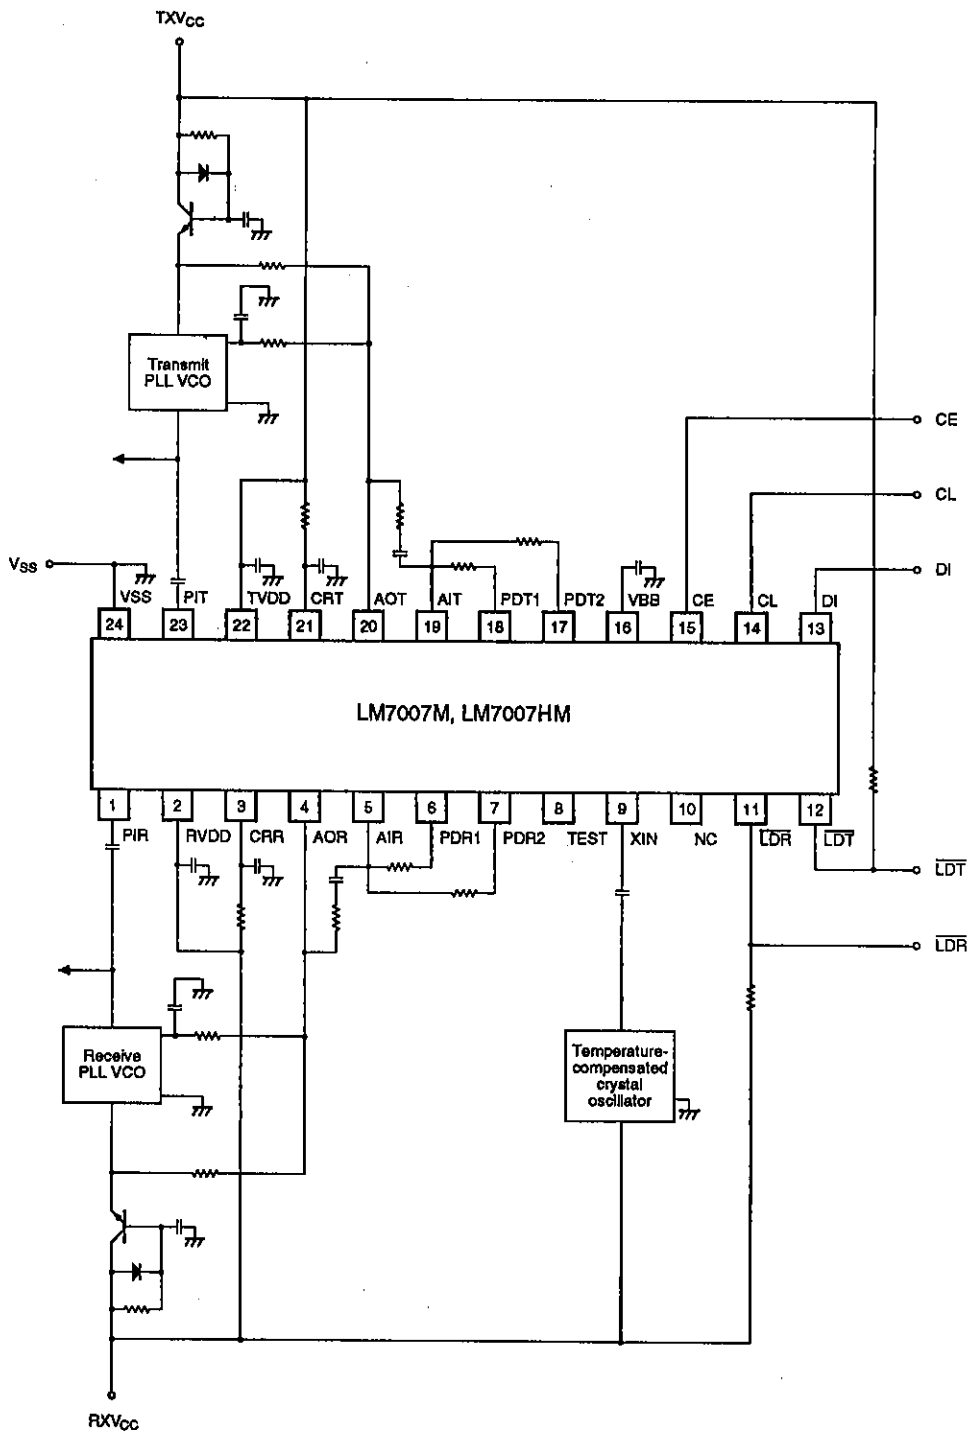 TXVCC
Transmit
PLL VCO
CE
CL
DI
VSS
VSS PIT TVDD CRT AOT AIT PDT1 PDT2 VBB CE CL DI
24 23 22 21 20 19 18 17 16 15 14 13
LM7007M, LM7007HM
1 2 3 4 5 6 7 8 9 10 11 12
PIR RVDD CRR AOR AIR PDR1 PDR2 TEST XIN NC LDR LDT
LDT
LDR
Receive
PLL VCO
Temperature-
compensated
crystal
oscillator
RXVCC